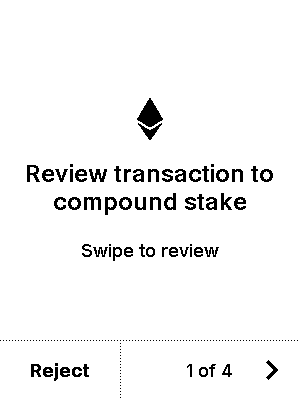 Review transaction to
compound stake
Swipe to review
Reject
1 of 4